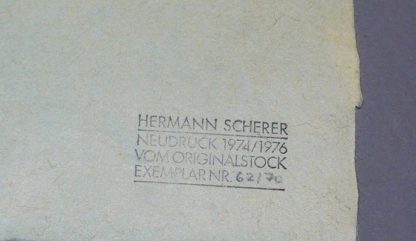 HERMANN SCHERER
NEUDRUCK 1974/1976
VOM ORIGINALSTOCK
EXEMPLAR NR. 62/70